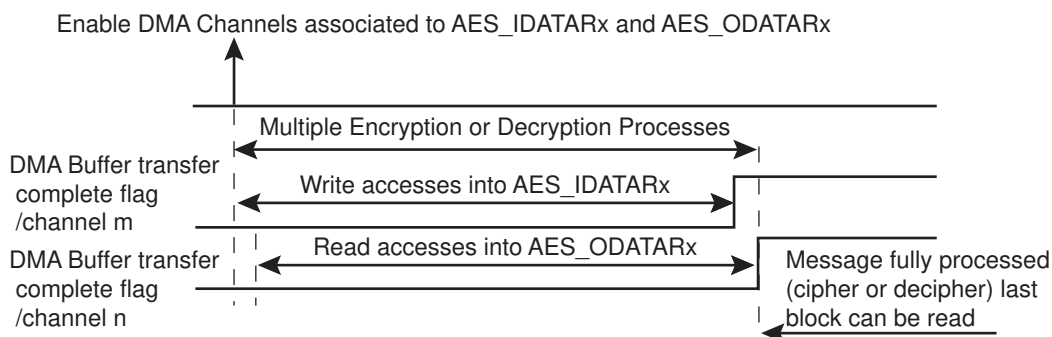 Enable DMA Channels associated to AES_IDATARx and AES_ODATARx
Multiple Encryption or Decryption Processes
DMA Buffer transfer
complete flag
/channel m
Write accesses into AES_IDATARx
Read accesses into AES_ODATARx
DMA Buffer transfer
complete flag
/channel n
Message fully processed
(cipher or decipher) last
block can be read